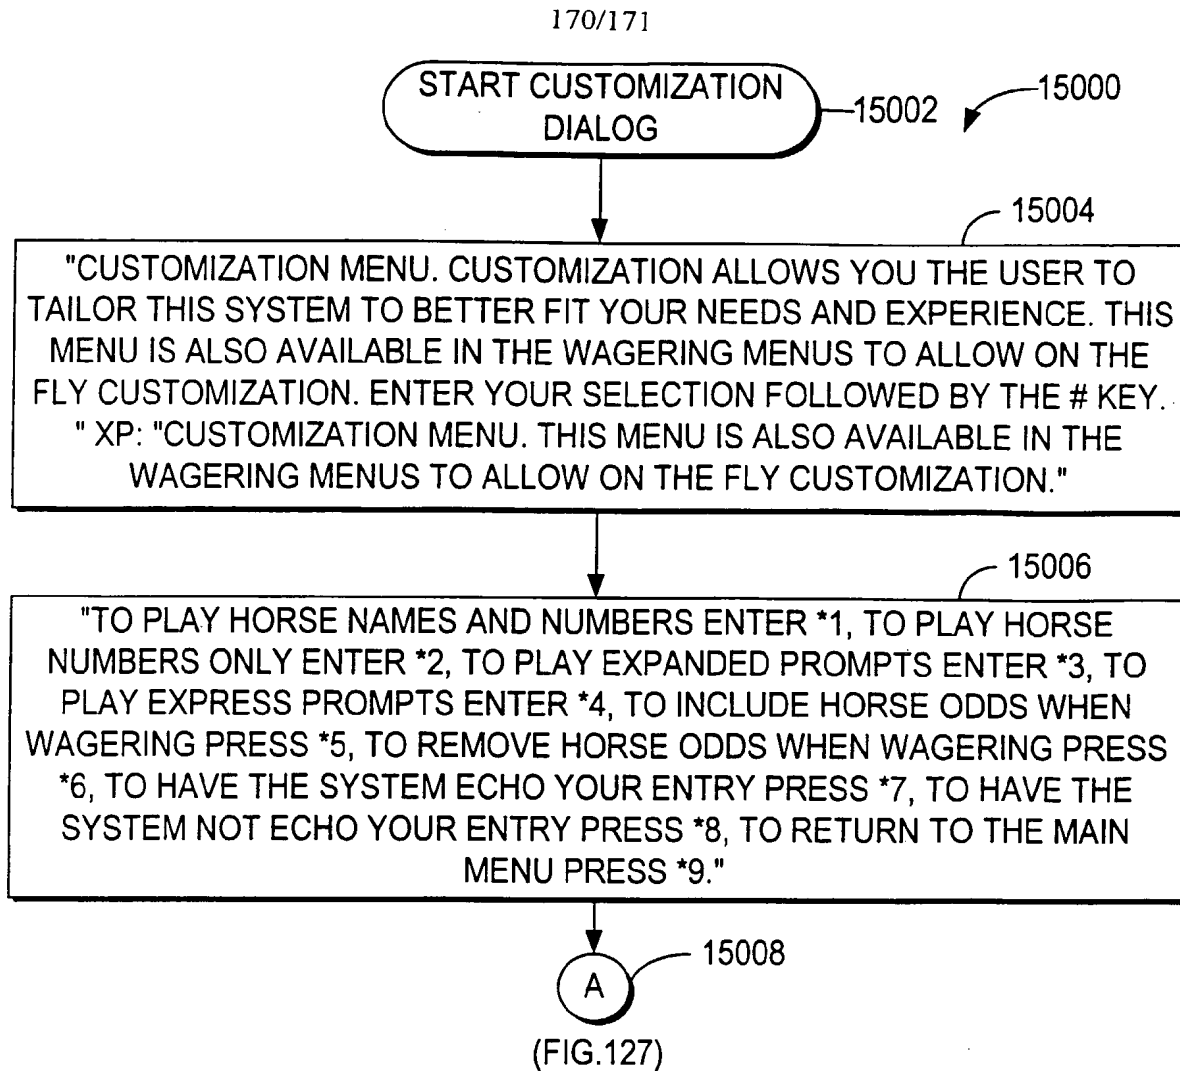 170/171
START CUSTOMIZATION
DIALOG
15002
15000
15004
"CUSTOMIZATION MENU. CUSTOMIZATION ALLOWS YOU THE USER TO
TAILOR THIS SYSTEM TO BETTER FIT YOUR NEEDS AND EXPERIENCE. THIS
MENU IS ALSO AVAILABLE IN THE WAGERING MENUS TO ALLOW ON THE
FLY CUSTOMIZATION. ENTER YOUR SELECTION FOLLOWED BY THE # KEY.
" XP: "CUSTOMIZATION MENU. THIS MENU IS ALSO AVAILABLE IN THE
WAGERING MENUS TO ALLOW ON THE FLY CUSTOMIZATION."
15006
"TO PLAY HORSE NAMES AND NUMBERS ENTER *1, TO PLAY HORSE
NUMBERS ONLY ENTER *2, TO PLAY EXPANDED PROMPTS ENTER *3, TO
PLAY EXPRESS PROMPTS ENTER *4, TO INCLUDE HORSE ODDS WHEN
WAGERING PRESS *5, TO REMOVE HORSE ODDS WHEN WAGERING PRESS
*6, TO HAVE THE SYSTEM ECHO YOUR ENTRY PRESS *7, TO HAVE THE
SYSTEM NOT ECHO YOUR ENTRY PRESS *8, TO RETURN TO THE MAIN
MENU PRESS *9."
15008
A
(FIG.127)